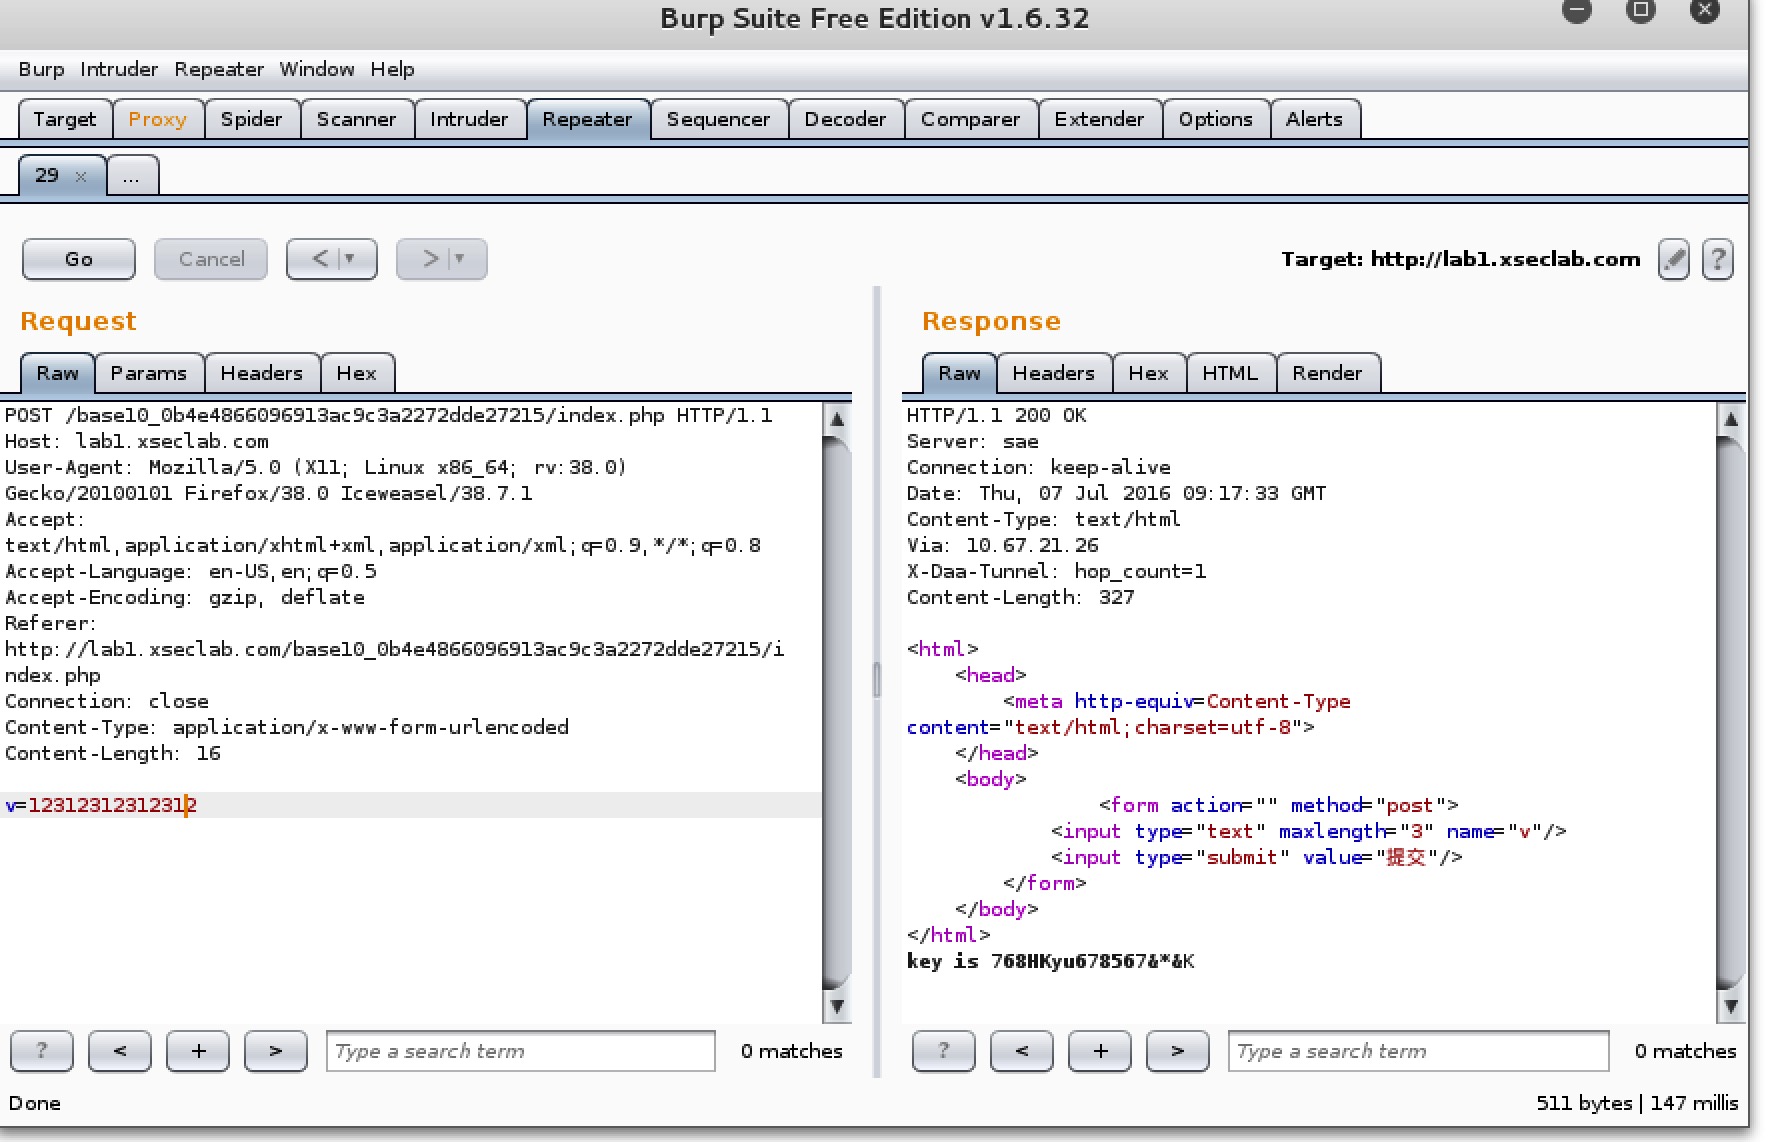 Burp Suite Free Edition v1.6.32
Burp Intruder Repeater Window Help
Target Proxy Spider Scanner Intruder Repeater Sequencer Decoder Comparer Extender Options Alerts
29 × ...
Go Cancel < ▼ > ▼ Target: http://lab1.xseclab.com ?
Request
Raw Params Headers Hex
POST /base10_0b4e4866096913ac9c3a2272dde27215/index.php HTTP/1.1
Host: lab1.xseclab.com
User-Agent: Mozilla/5.0 (X11; Linux x86_64; rv:38.0)
Gecko/20100101 Firefox/38.0 Iceweasel/38.7.1
Accept:
text/html,application/xhtml+xml,application/xml;q=0.9,*/*;q=0.8
Accept-Language: en-US,en;q=0.5
Accept-Encoding: gzip, deflate
Referer:
http://lab1.xseclab.com/base10_0b4e4866096913ac9c3a2272dde27215/i
ndex.php
Connection: close
Content-Type: application/x-www-form-urlencoded
Content-Length: 16

v=12312312312312
? < + > Type a search term 0 matches
Response
Raw Headers Hex HTML Render
HTTP/1.1 200 OK
Server: sae
Connection: keep-alive
Date: Thu, 07 Jul 2016 09:17:33 GMT
Content-Type: text/html
Via: 10.67.21.26
X-Daa-Tunnel: hop_count=1
Content-Length: 327

<html>
<head>
<meta http-equiv=Content-Type
content="text/html;charset=utf-8">
</head>
<body>
<form action="" method="post">
<input type="text" maxlength="3" name="v"/>
<input type="submit" value="提交"/>
</form>
</body>
</html>
key is 768HKyu678567&*&K
? < + > Type a search term 0 matches
Done 511 bytes | 147 millis